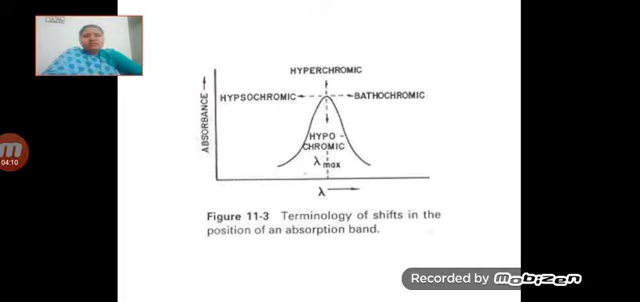 HYPERCHROMIC
HYPSOCHROMIC
BATHOCHROMIC
ABSORBANCE
HYPO-
CHROMIC
λmax
λ
Figure 11-3 Terminology of shifts in the
position of an absorption band.
04:10
Recorded by mobizen